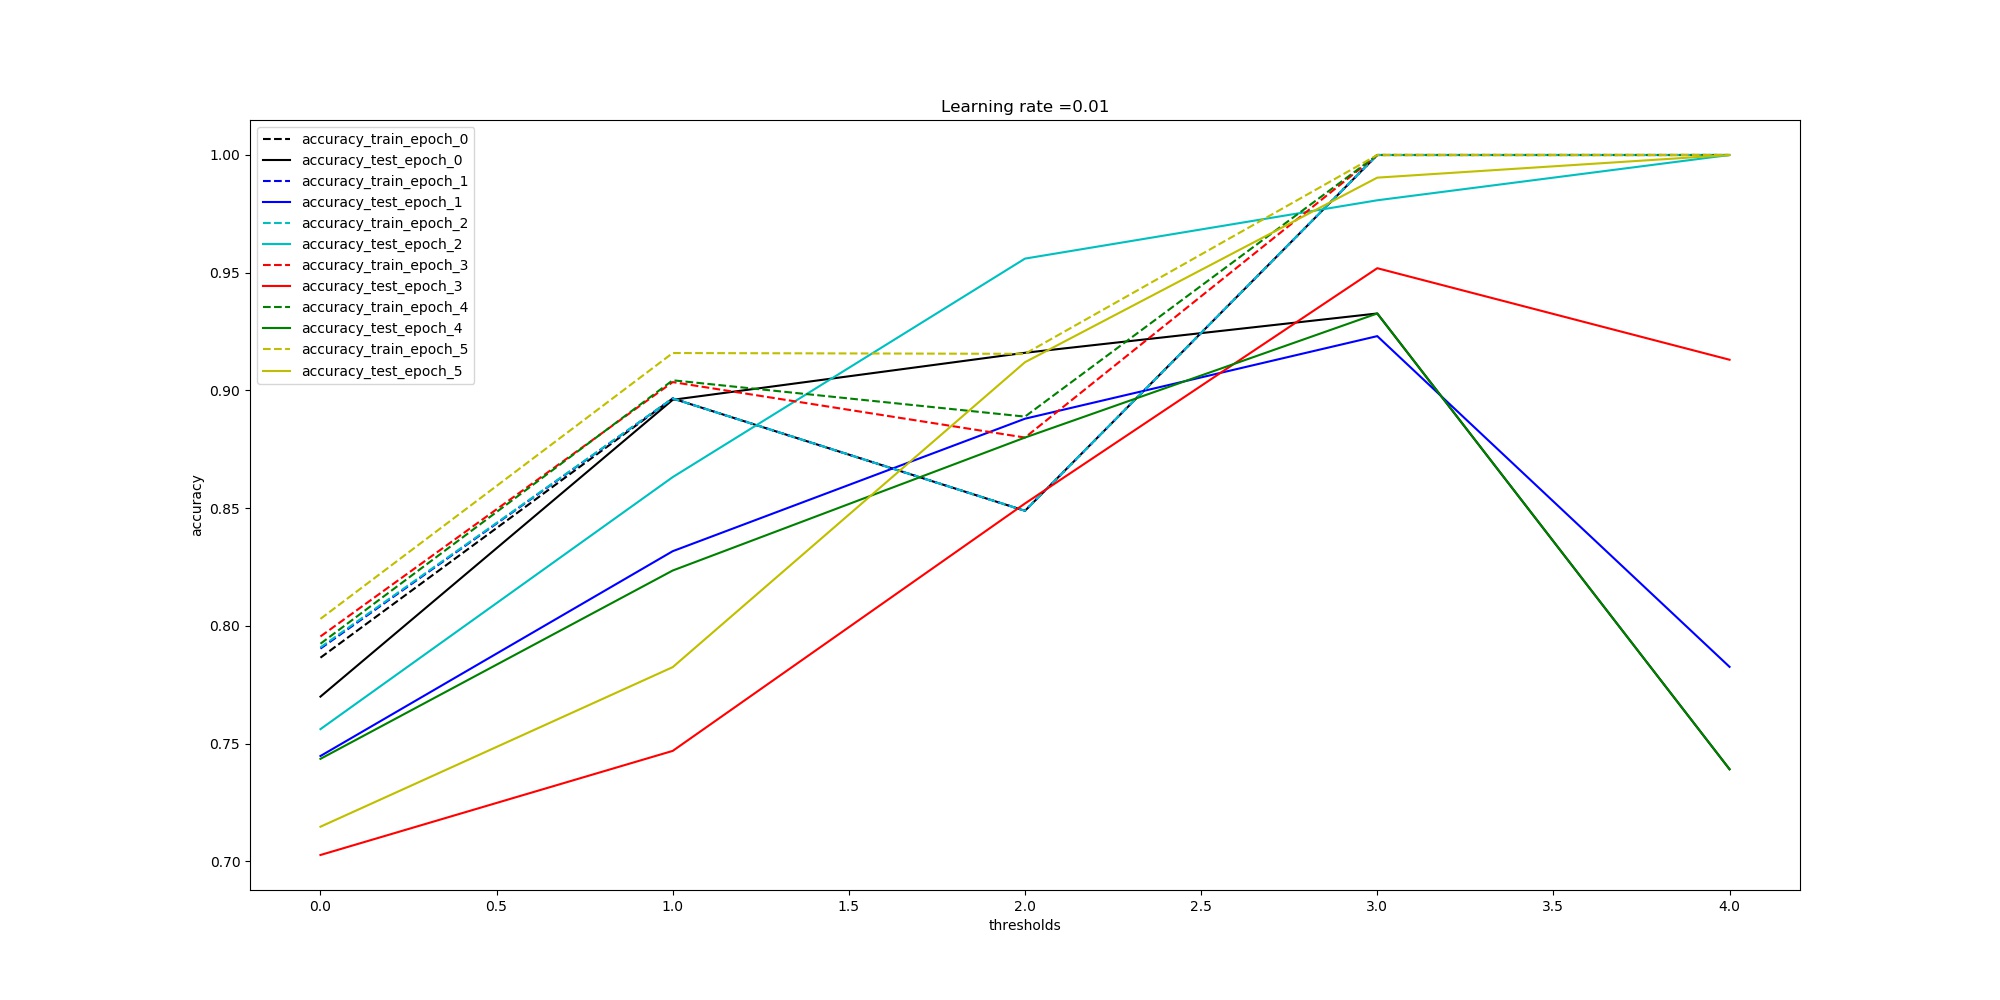 Learning rate =0.01
accuracy_train_epoch_0
accuracy_test_epoch_0
accuracy_train_epoch_1
accuracy_test_epoch_1
accuracy_train_epoch_2
accuracy_test_epoch_2
accuracy_train_epoch_3
accuracy_test_epoch_3
accuracy_train_epoch_4
accuracy_test_epoch_4
accuracy_train_epoch_5
accuracy_test_epoch_5
1.00
0.95
0.90
0.85
0.80
0.75
0.70
accuracy
0.0 0.5 1.0 1.5 2.0 2.5 3.0 3.5 4.0
thresholds